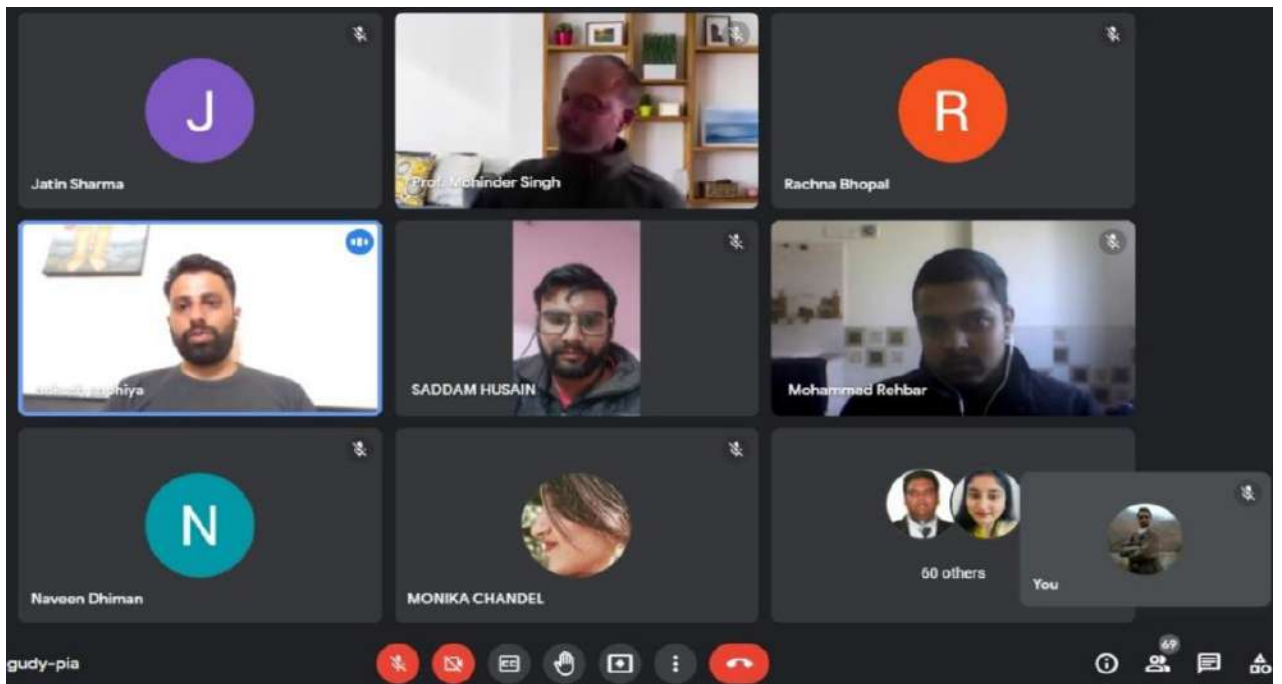 J
Jatin Sharma
Prof. Mohinder Singh
R
Rachna Bhopal
SADDAM HUSAIN
Mohammad Rehbar
N
Naveen Dhiman
MONIKA CHANDEL
60 others
You
gudy-pia
CC
69